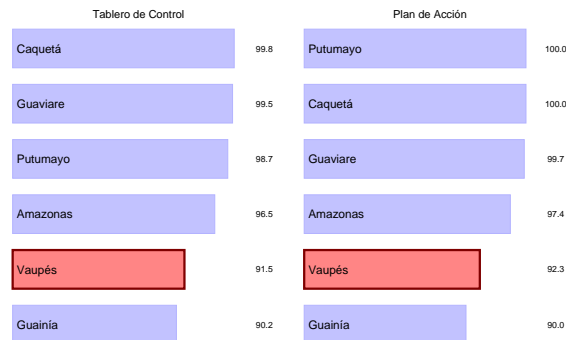 Tablero de Control
Caquetá 99.8
Guaviare 99.5
Putumayo 98.7
Amazonas 96.5
Vaupés 91.5
Guainía 90.2
Plan de Acción
Putumayo 100.0
Caquetá 100.0
Guaviare 99.7
Amazonas 97.4
Vaupés 92.3
Guainía 90.0